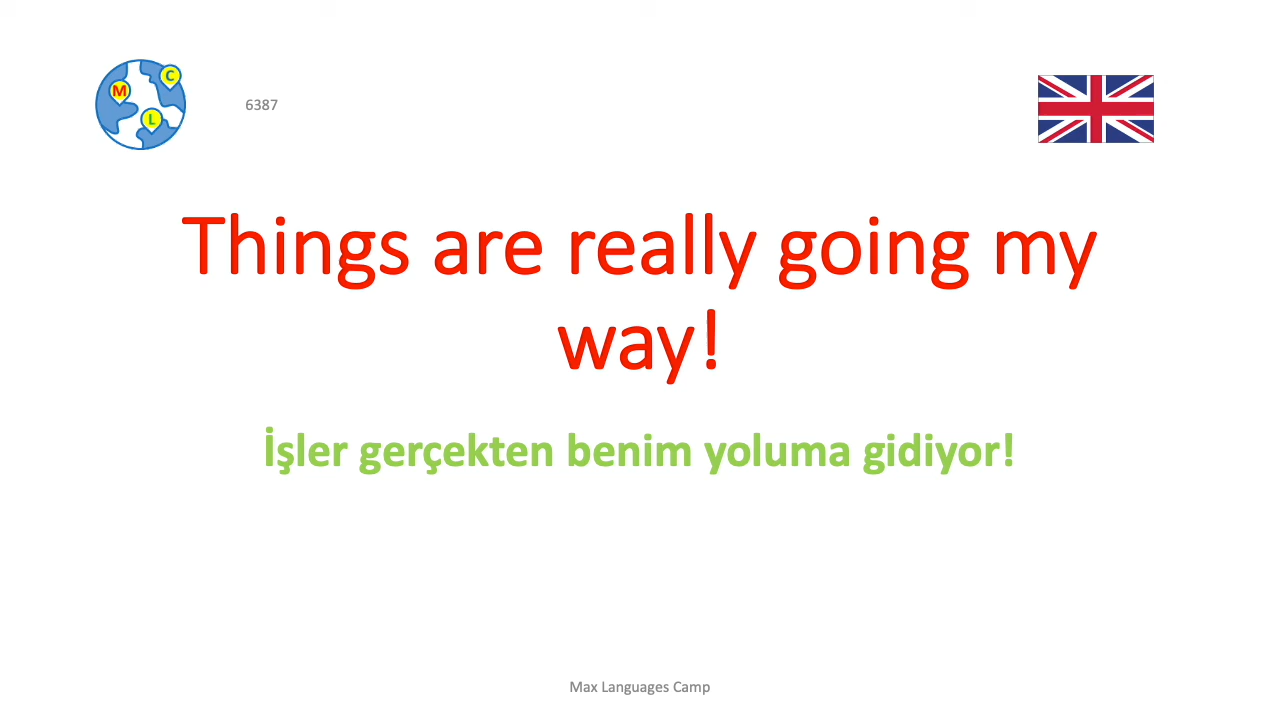 C
M
L
6387
Things are really going my
way!
İşler gerçekten benim yoluma gidiyor!
Max Languages Camp